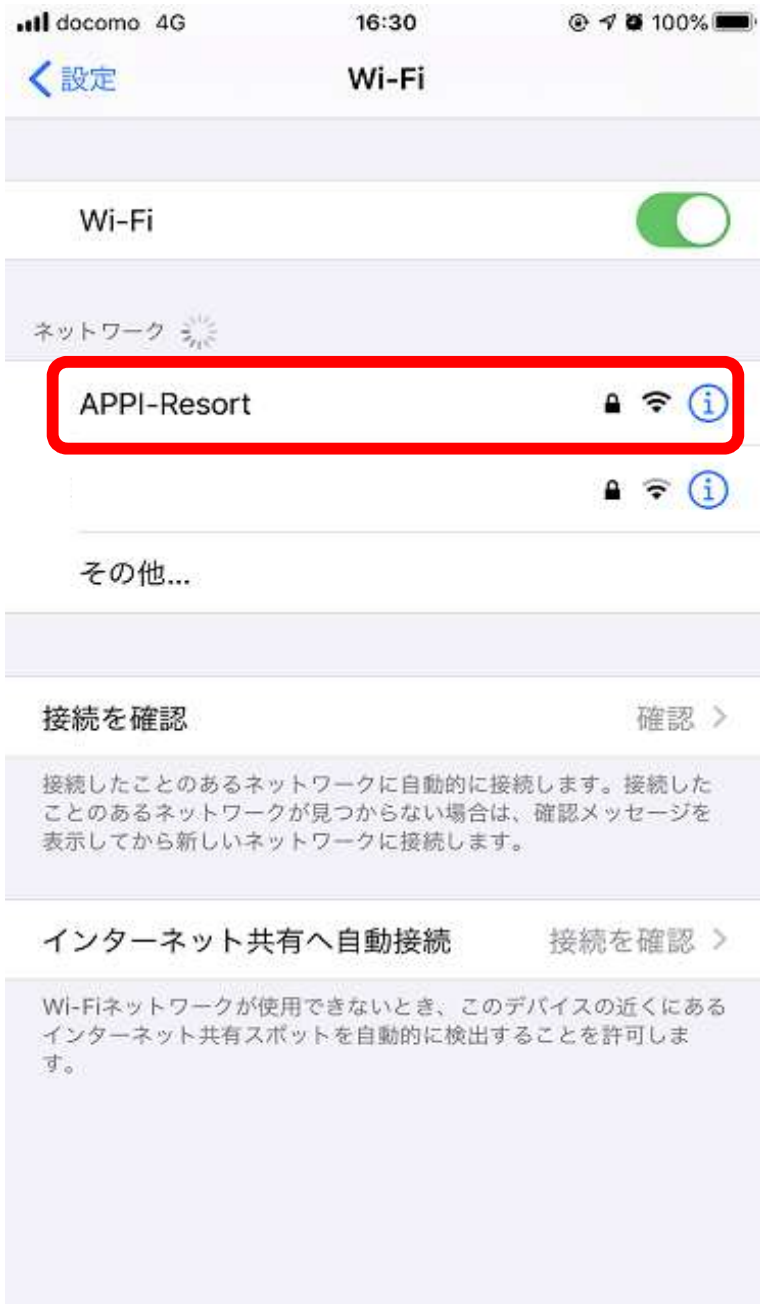 docomo 4G 16:30 100%
設定 Wi-Fi
Wi-Fi
ネットワーク
APPI-Resort
その他...
接続を確認 確認
接続したことのあるネットワークに自動的に接続します。接続した
ことのあるネットワークが見つからない場合は、確認メッセージを
表示してから新しいネットワークに接続します。
インターネット共有へ自動接続 接続を確認
Wi-Fiネットワークが使用できないとき、このデバイスの近くにある
インターネット共有スポットを自動的に検出することを許可しま
す。